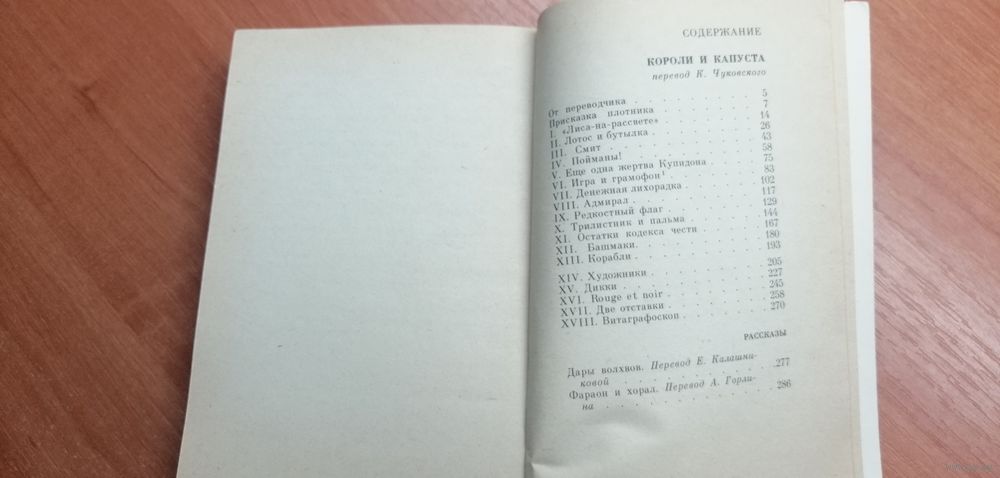 СОДЕРЖАНИЕ
КОРОЛИ И КАПУСТА
перевод К. Чуковского
От переводчика . . . . . . . . . 5
Присказка плотника . . . . . . . 7
I. «Лиса-на-рассвете» . . . . . . 14
II. Лотос и бутылка . . . . . . . 26
III. Смит . . . . . . . . . . 43
IV. Пойманы! . . . . . . . . . 58
V. Еще одна жертва Купидона . . . . 75
VI. Игра и грамофон¹ . . . . . . 83
VII. Денежная лихорадка . . . . . 102
VIII. Адмирал . . . . . . . . . 117
IX. Редкостный флаг . . . . . . . 129
X. Трилистник и пальма . . . . . . 144
XI. Остатки кодекса чести . . . . . 167
XII. Башмаки. . . . . . . . . 180
XIII. Корабли . . . . . . . . . 193
XIV. Художники . . . . . . . . 205
XV. Дикки . . . . . . . . . . 227
XVI. Rouge et noir . . . . . . . 245
XVII. Две отставки . . . . . . . 258
XVIII. Витаграфоскоп . . . . . . 270
РАССКАЗЫ
Дары волхвов. Перевод Е. Калашни-
ковой . . . . . . . . . . 277
Фараон и хорал. Перевод А. Горли-
на . . . . . . . . . . . 286